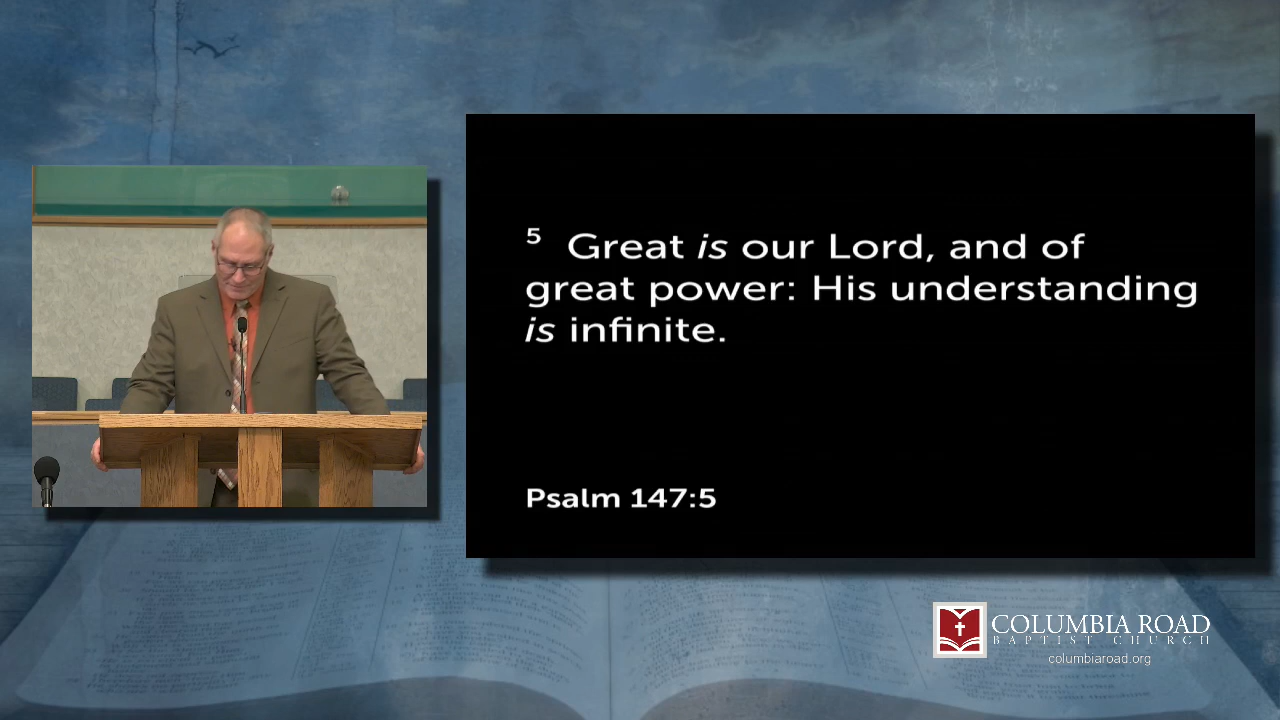 5 Great is our Lord, and of
great power: His understanding
is infinite.
Psalm 147:5
COLUMBIA ROAD
BAPTIST CHURCH
columbiaroad.org